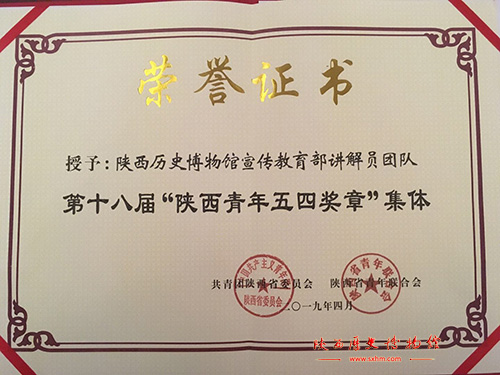 荣誉证书
授予：陕西历史博物馆宣传教育部讲解员团队
第十八届“陕西青年五四奖章”集体
共青团陕西省委员会 陕西省青年联合会
二〇一九年四月
陕西历史博物馆
www.sxhm.com